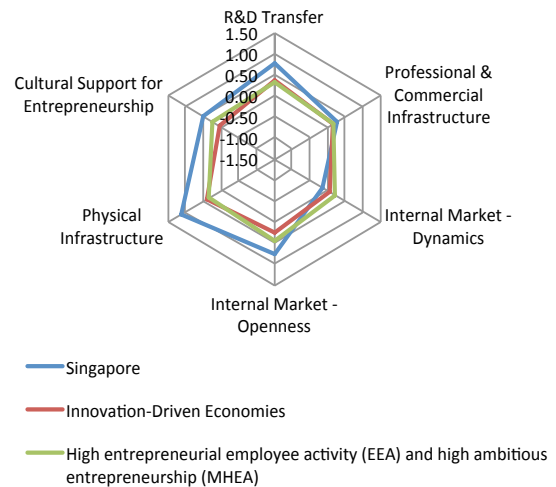 R&D Transfer
1.50
1.00
0.50
0.00
-0.50
-1.00
-1.50
Professional &
Commercial
Infrastructure
Internal Market -
Dynamics
Internal Market -
Openness
Physical
Infrastructure
Cultural Support for
Entrepreneurship
Singapore
Innovation-Driven Economies
High entrepreneurial employee activity (EEA) and high ambitious
entrepreneurship (MHEA)